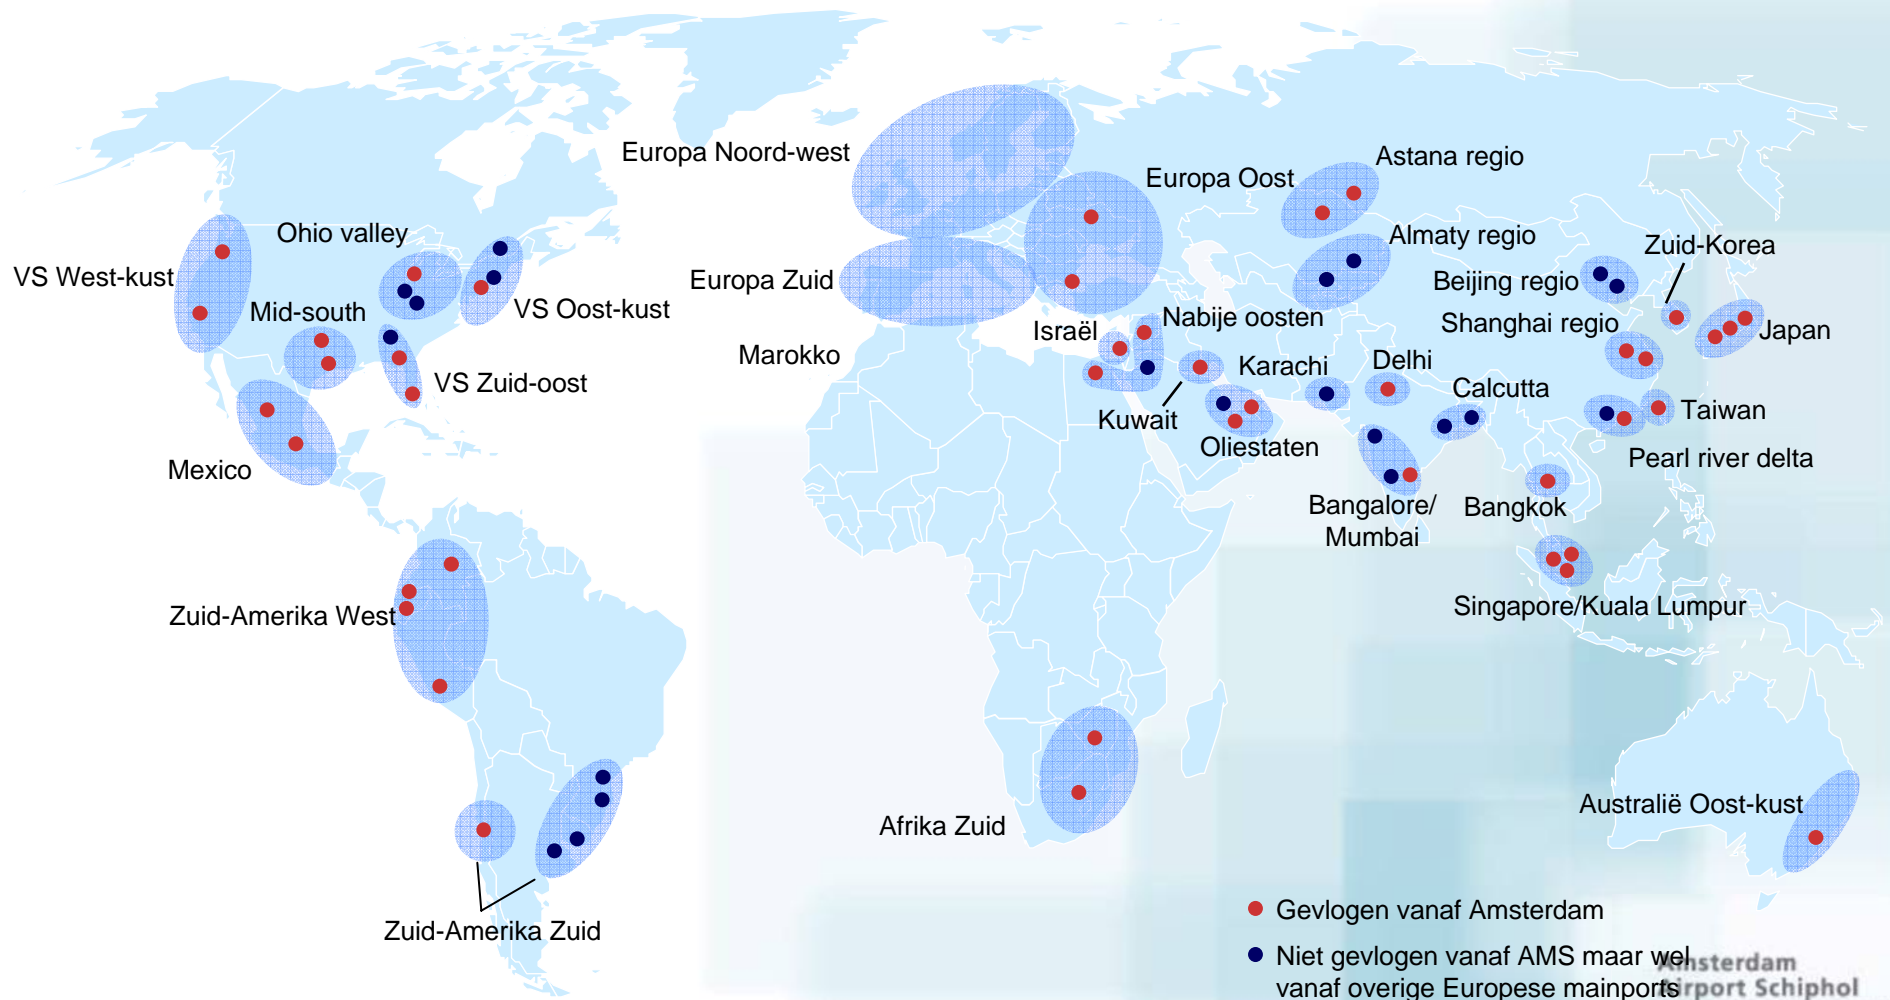 Europa Noord-west
Astana regio
Europa Oost
Ohio valley
Almaty regio
Zuid-Korea
VS West-kust
Europa Zuid
Beijing regio
Mid-south
VS Oost-kust
Nabije oosten
Shanghai regio
Israël
Japan
Marokko
Karachi
Delhi
VS Zuid-oost
Calcutta
Kuwait
Taiwan
Oliestaten
Mexico
Pearl river delta
Bangalore/
Mumbai
Bangkok
Singapore/Kuala Lumpur
Zuid-Amerika West
Australië Oost-kust
Afrika Zuid
Zuid-Amerika Zuid
Gevlogen vanaf Amsterdam
Niet gevlogen vanaf AMS maar wel
vanaf overige Europese mainports
Amsterdam
Airport Schiphol